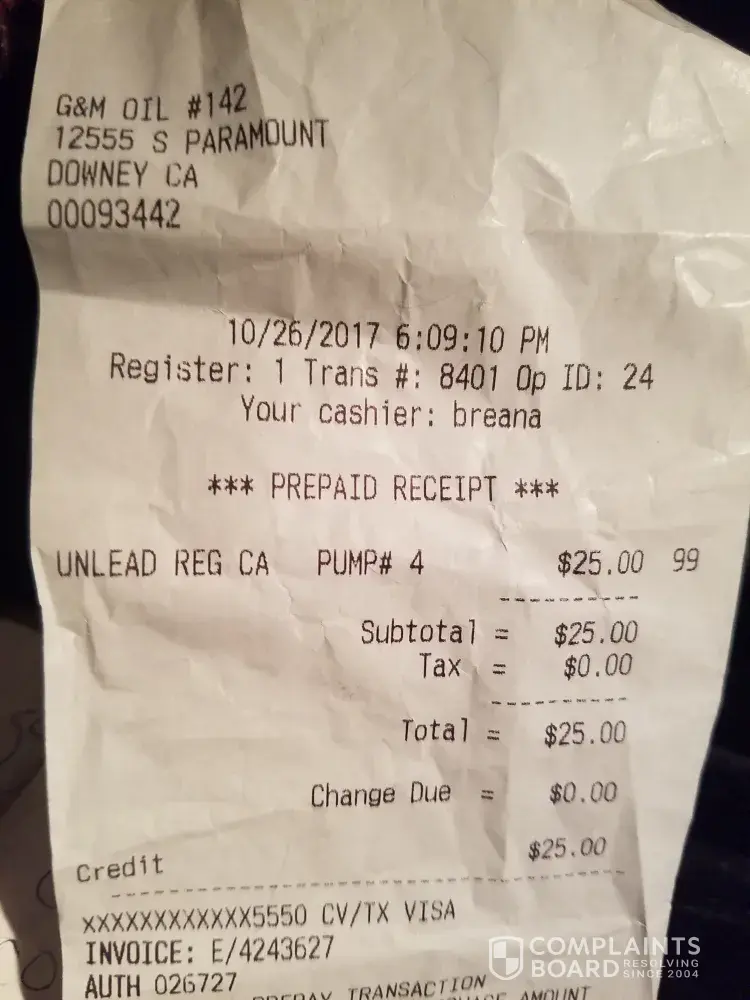 G&M OIL #142
12555 S PARAMOUNT
DOWNEY CA
00093442
10/26/2017 6:09:10 PM
Register: 1 Trans #: 8401 Op ID: 24
Your cashier: breana
*** PREPAID RECEIPT ***
UNLEAD REG CA PUMP# 4 $25.00 99
Subtotal = $25.00
Tax = $0.00
Total = $25.00
Change Due = $0.00
Credit $25.00
XXXXXXXXXXXX5550 CV/TX VISA
INVOICE: E/4243627
AUTH 026727
TRANSACTION
AMOUNT
COMPLAINTS
BOARD RESOLVING
SINCE 2004